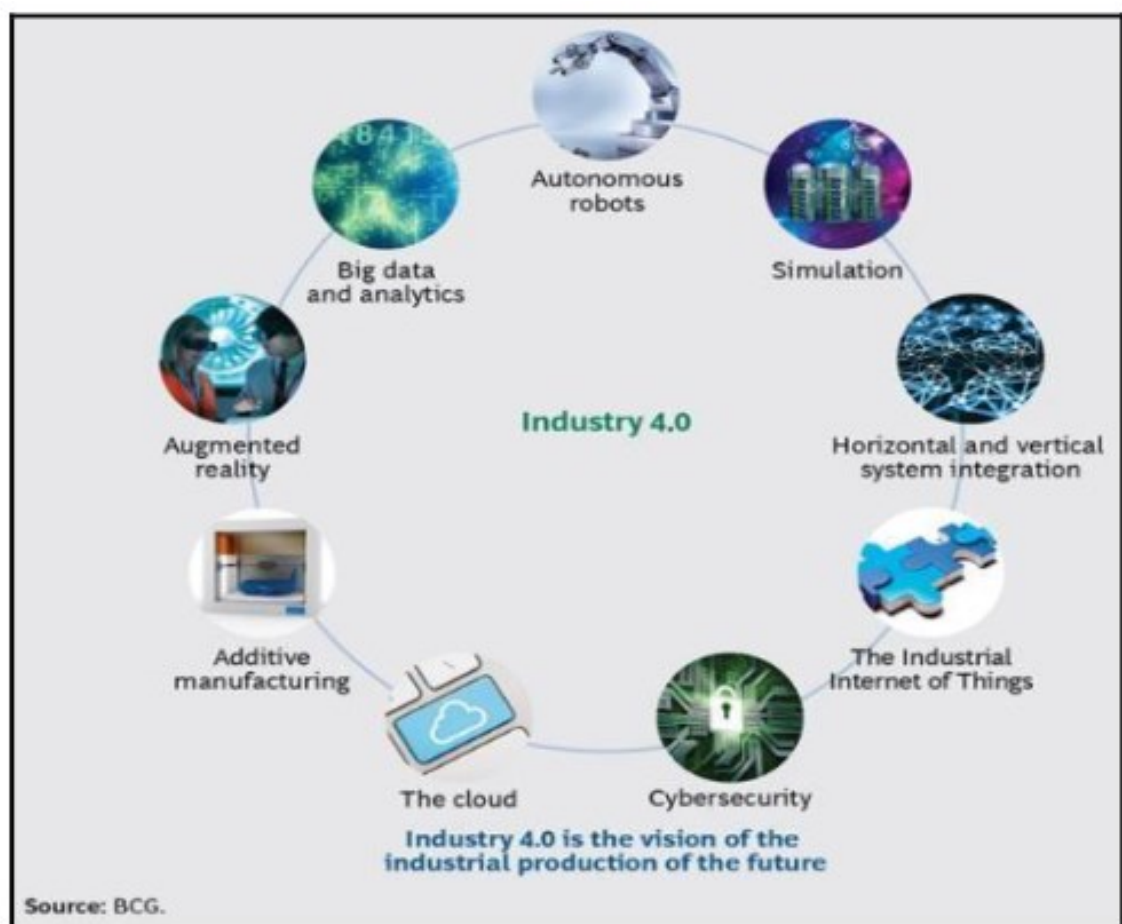 Autonomous
robots
Simulation
Horizontal and vertical
system integration
The Industrial
Internet of Things
Cybersecurity
The cloud
Additive
manufacturing
Augmented
reality
Big data
and analytics
Industry 4.0
Industry 4.0 is the vision of the
industrial production of the future
Source: BCG.